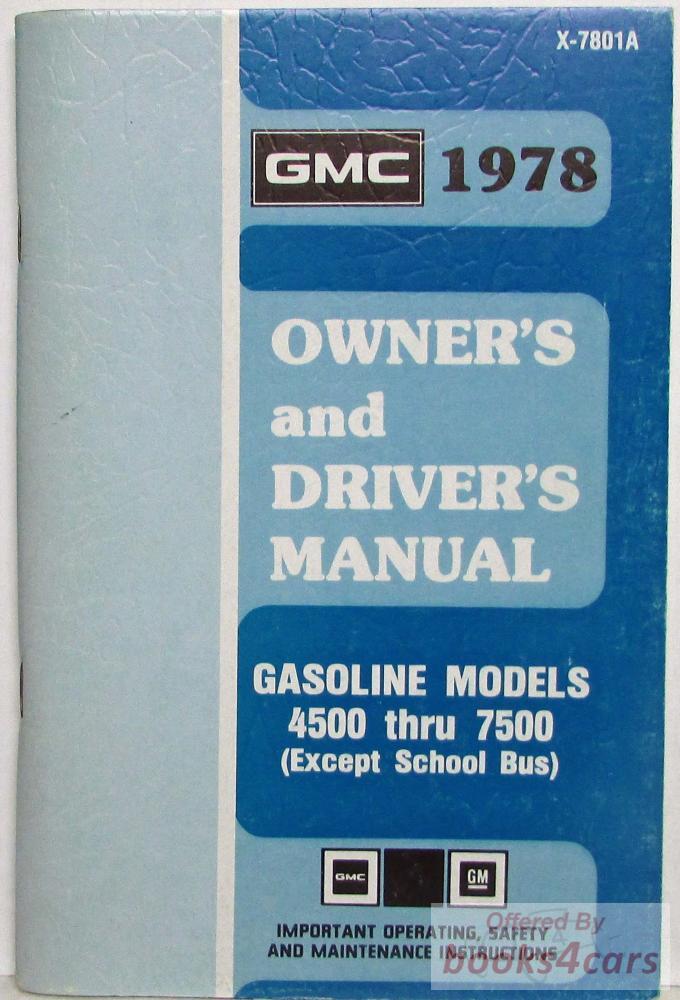 X-7801A
GMC 1978
OWNER'S
and
DRIVER'S
MANUAL
GASOLINE MODELS
4500 thru 7500
(Except School Bus)
GMC GM
IMPORTANT OPERATING, SAFETY
AND MAINTENANCE INSTRUCTIONS
Offered By
books4cars